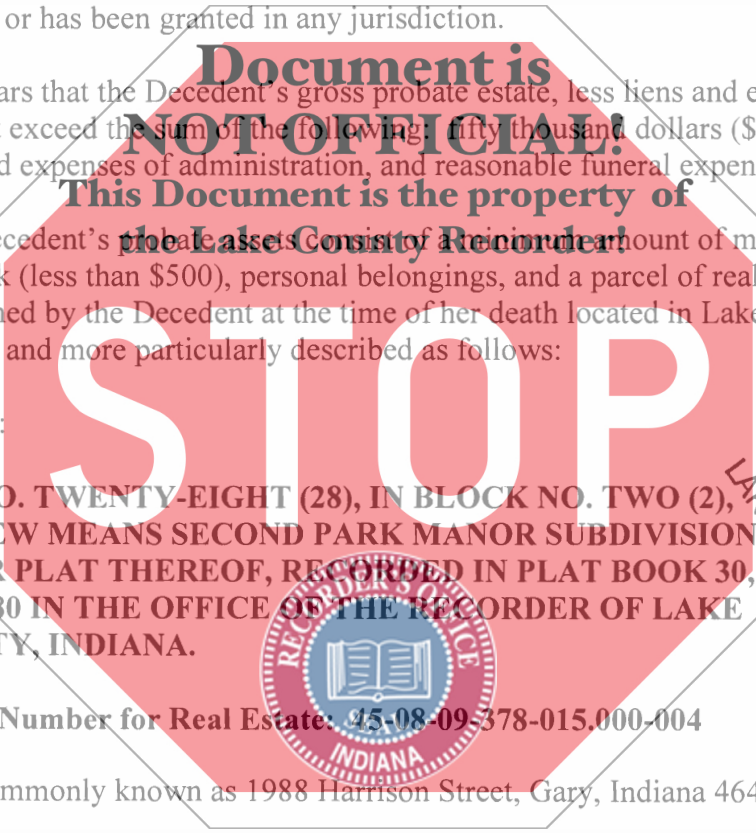 or has been granted in any jurisdiction.
Document is
ars that the Decedent's gross probate estate, less liens and e
exceed the sum of the following: fifty thousand dollars ($
NOT OFFICIAL!
d expenses of administration, and reasonable funeral expen
This Document is the property of
the Lake County Recorder!
ecedent's probate assets consist of a minimum amount of m
k (less than $500), personal belongings, and a parcel of real
ned by the Decedent at the time of her death located in Lake
and more particularly described as follows:
STOP
:
O. TWENTY-EIGHT (28), IN BLOCK NO. TWO (2),
EW MEANS SECOND PARK MANOR SUBDIVISION
R PLAT THEREOF, RECORDED IN PLAT BOOK 30,
30 IN THE OFFICE OF THE RECORDER OF LAKE
TY, INDIANA.
RECORDER'S OFFICE
INDIANA
Number for Real Estate: 45-08-09-378-015.000-004
ommonly known as 1988 Harrison Street, Gary, Indiana 464